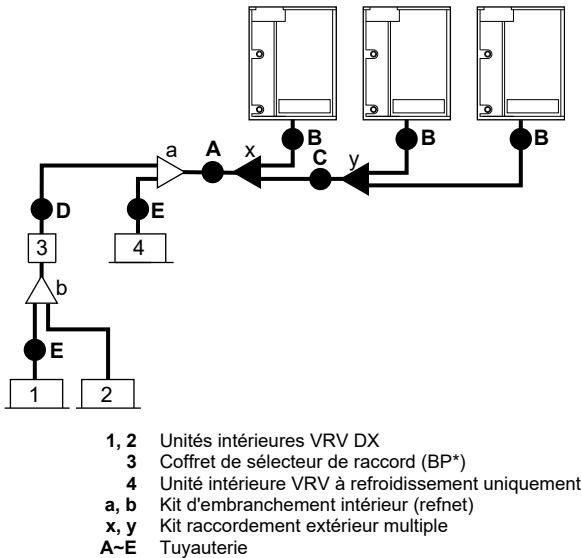 B
B
B
a
A
x
C
y
D
E
3
4
b
E
1
2
1, 2 Unités intérieures VRV DX
3 Coffret de sélecteur de raccord (BP*)
4 Unité intérieure VRV à refroidissement uniquement
a, b Kit d'embranchement intérieur (refnet)
x, y Kit raccordement extérieur multiple
A~E Tuyauterie